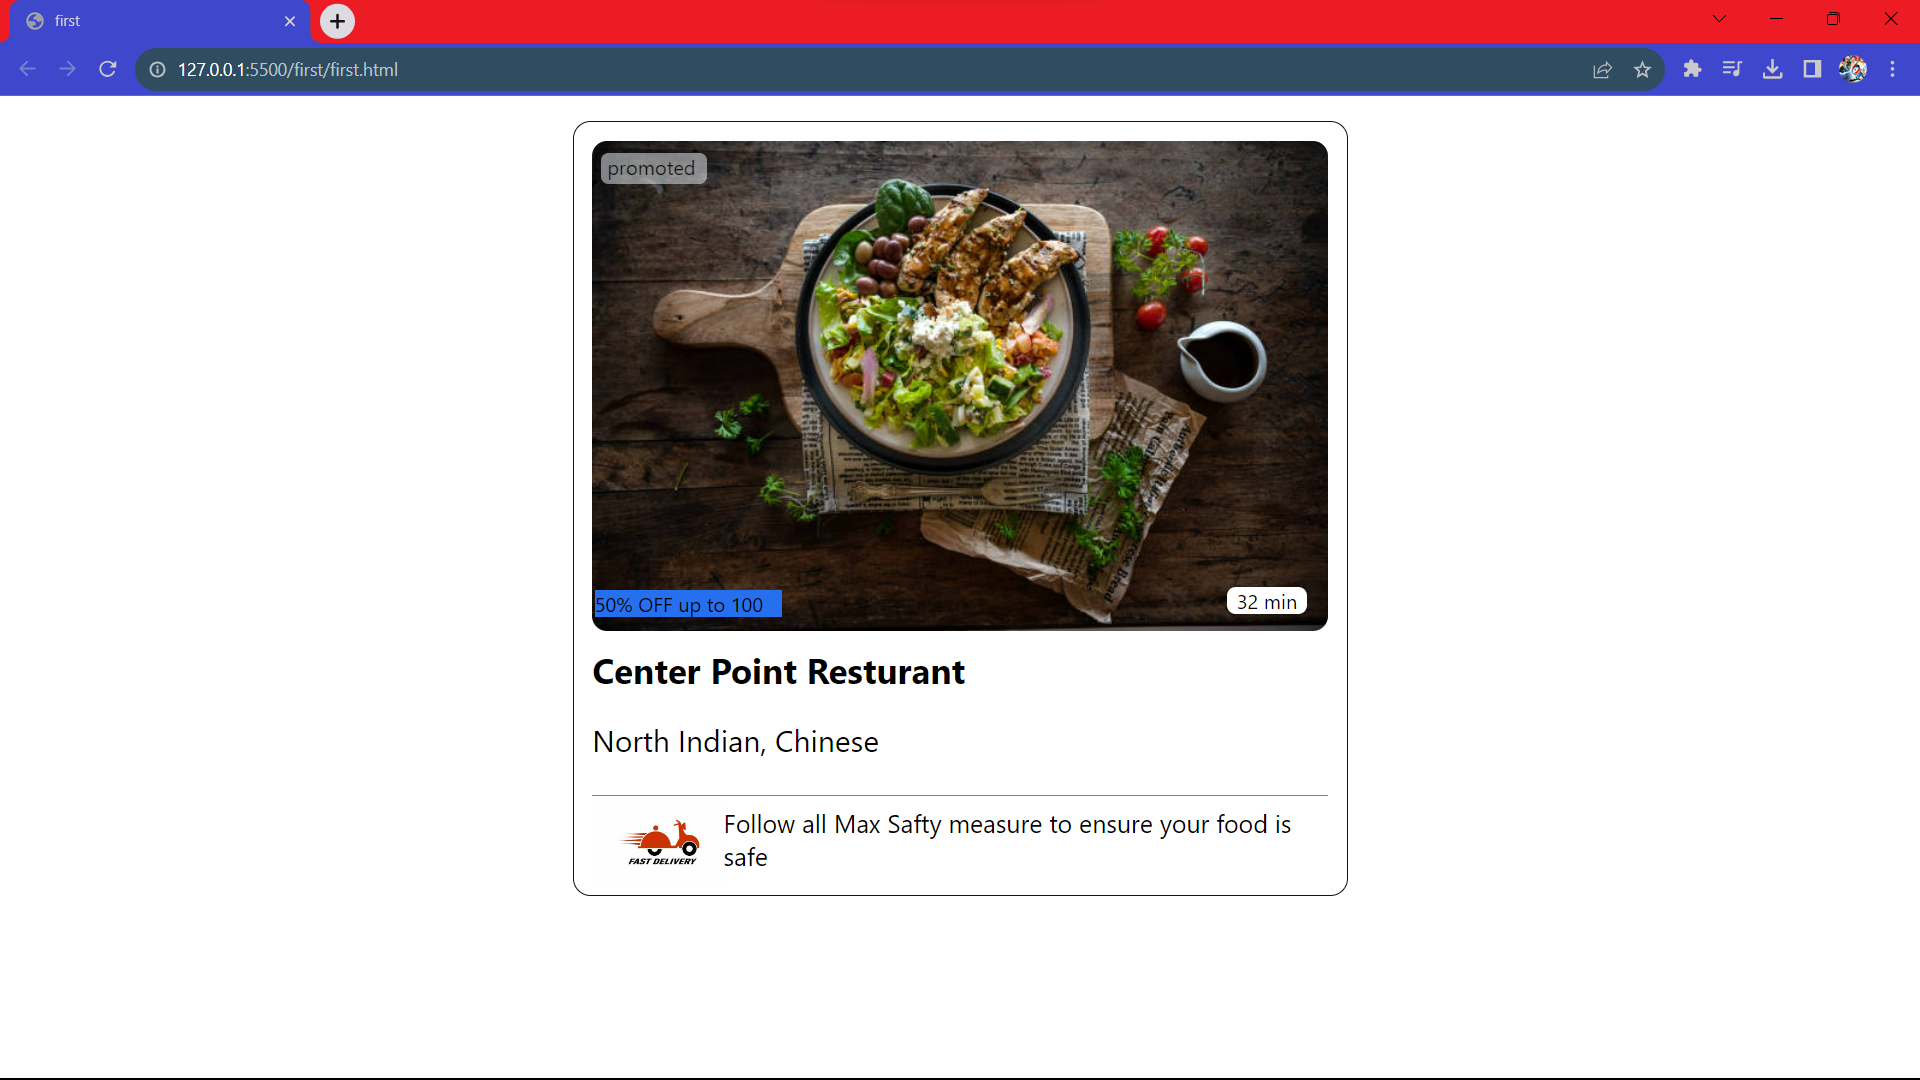 first
127.0.0.1:5500/first/first.html
promoted
50% OFF up to 100
32 min
Center Point Resturant
North Indian, Chinese
FAST DELIVERY
Follow all Max Safty measure to ensure your food is
safe